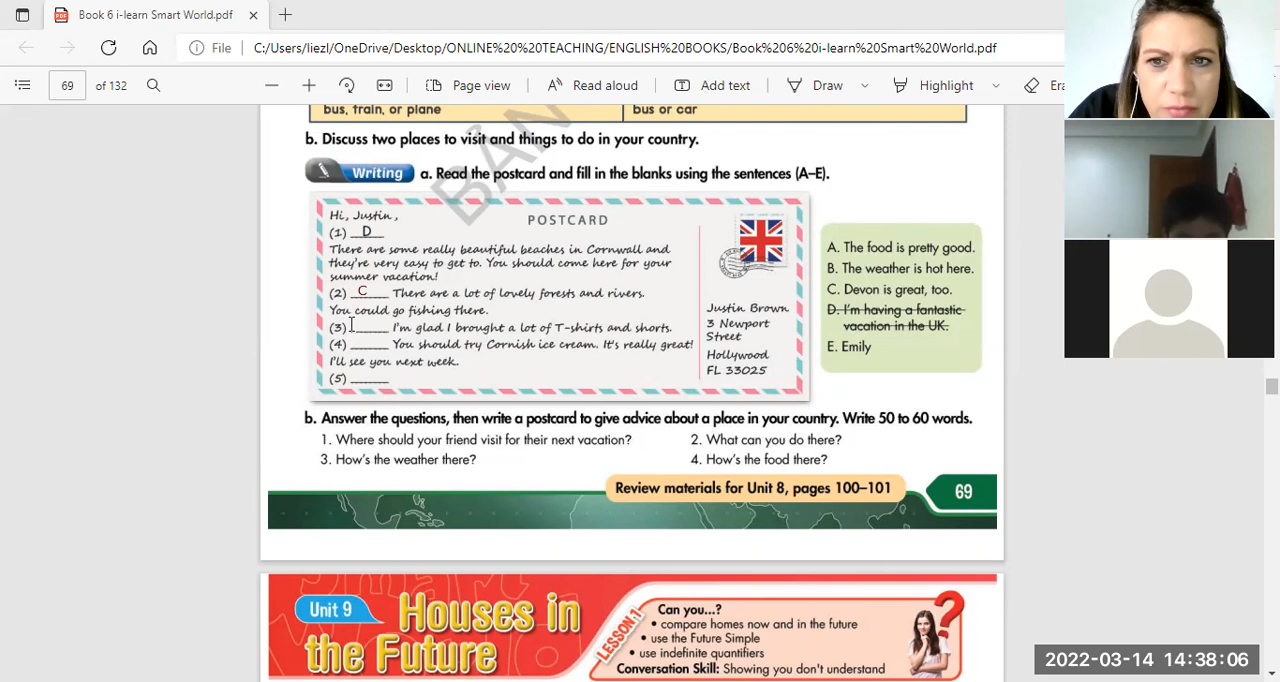 Book 6 i-learn Smart World.pdf
File
C:/Users/liezl/OneDrive/Desktop/ONLINE%20%20TEACHING/ENGLISH%20BOOKS/Book%206%20i-learn%20Smart%20World.pdf
69 of 132
Page view
Read aloud
Add text
Draw
Highlight
bus, train, or plane
bus or car
b. Discuss two places to visit and things to do in your country.
BẢN
Writing
a. Read the postcard and fill in the blanks using the sentences (A–E).
POSTCARD
Hi, Justin,
(1) __D__
There are some really beautiful beaches in Cornwall and
they're very easy to get to. You should come here for your
summer vacation!
(2) __C__ There are a lot of lovely forests and rivers.
You could go fishing there.
(3) ______ I'm glad I brought a lot of T-shirts and shorts.
(4) ______ You should try Cornish ice cream. It's really great!
I'll see you next week.
(5) ______
Justin Brown
3 Newport
Street
Hollywood
FL 33025
A. The food is pretty good.
B. The weather is hot here.
C. Devon is great, too.
D. I'm having a fantastic
vacation in the UK.
E. Emily
b. Answer the questions, then write a postcard to give advice about a place in your country. Write 50 to 60 words.
1. Where should your friend visit for their next vacation?
2. What can you do there?
3. How's the weather there?
4. How's the food there?
Review materials for Unit 8, pages 100–101
69
Unit 9
Houses in
the Future
LESSON 1
Can you...?
• compare homes now and in the future
• use the Future Simple
• use indefinite quantifiers
Conversation Skill: Showing you don't understand
2022-03-14 14:38:06